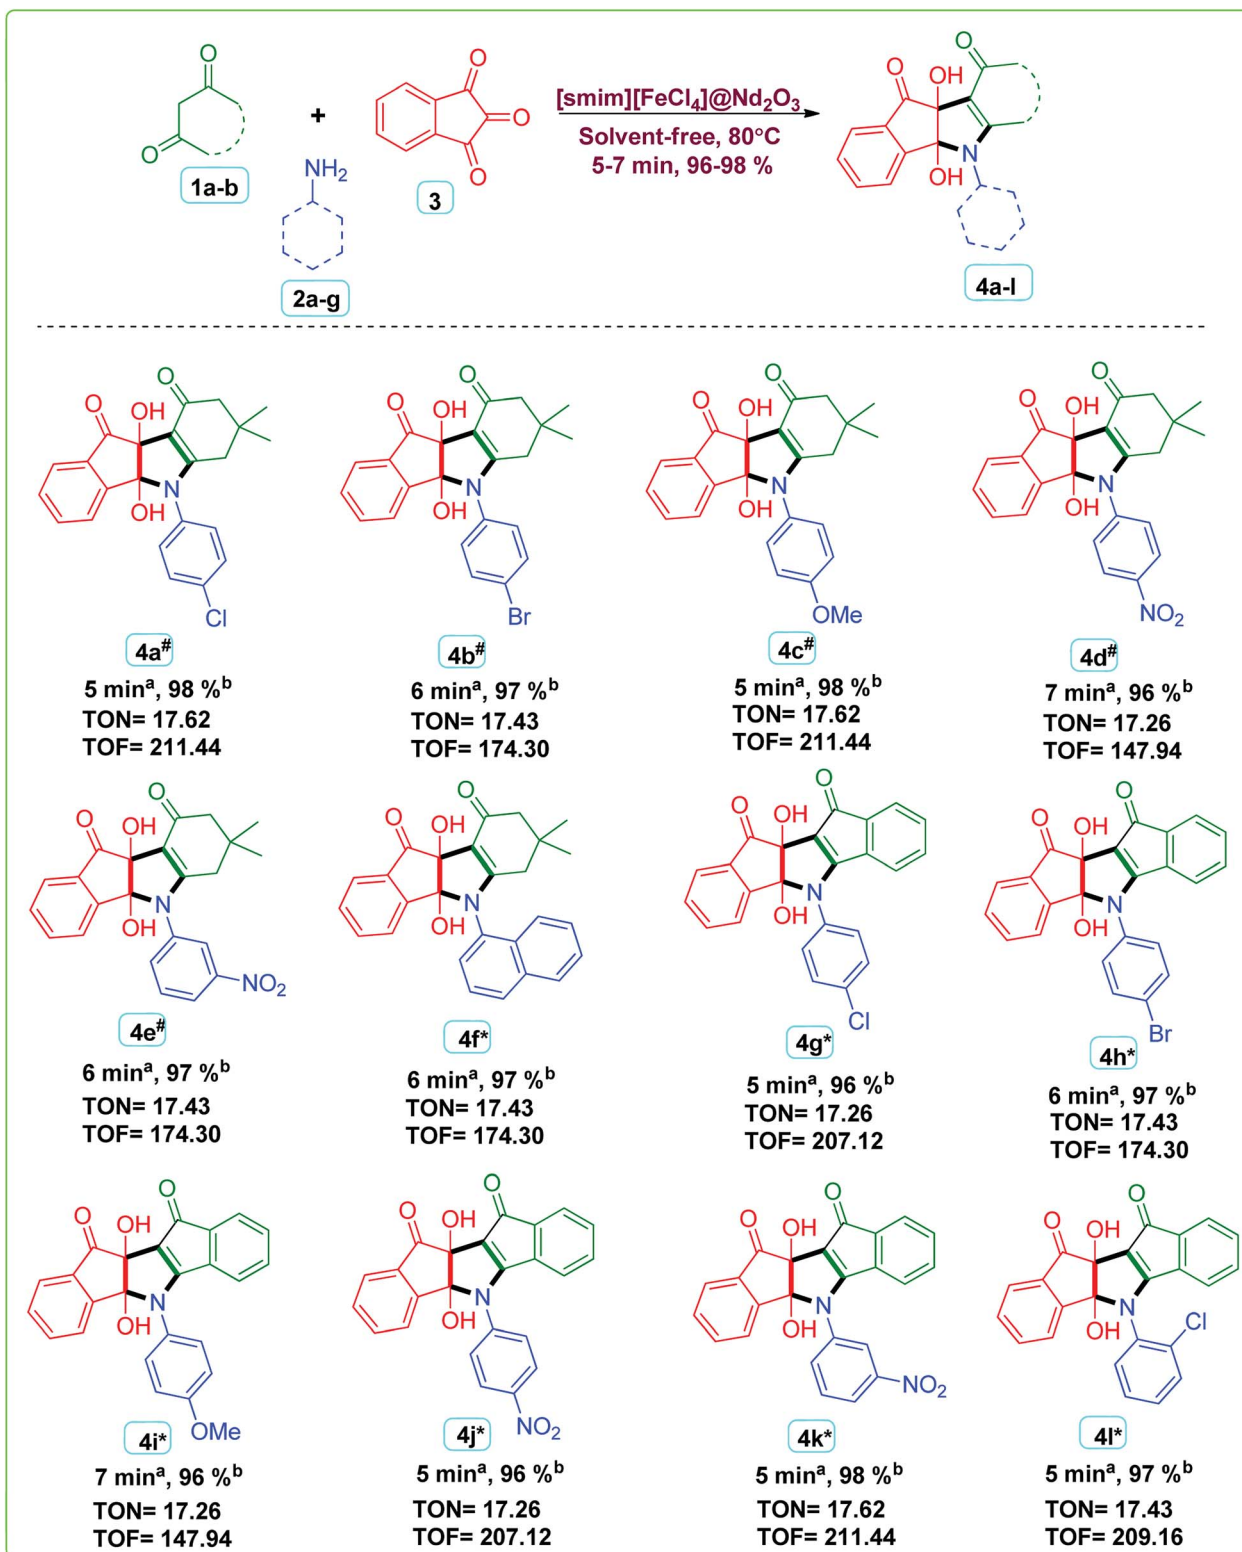 O
O
1a-b
+
NH₂
2a-g
O
O
O
3
[smim][FeCl₄]@Nd₂O₃
Solvent-free, 80°C
5-7 min, 96-98 %
O
O
OH
OH
N
4a-l
O
O
OH
OH
N
Cl
4a#
5 minᵃ, 98 %ᵇ
TON= 17.62
TOF= 211.44
O
O
OH
OH
N
Br
4b#
6 minᵃ, 97 %ᵇ
TON= 17.43
TOF= 174.30
O
O
OH
OH
N
OMe
4c#
5 minᵃ, 98 %ᵇ
TON= 17.62
TOF= 211.44
O
O
OH
OH
N
NO₂
4d#
7 minᵃ, 96 %ᵇ
TON= 17.26
TOF= 147.94
O
O
OH
OH
N
NO₂
4e#
6 minᵃ, 97 %ᵇ
TON= 17.43
TOF= 174.30
O
O
OH
OH
N
4f*
6 minᵃ, 97 %ᵇ
TON= 17.43
TOF= 174.30
O
O
OH
OH
N
Cl
4g*
5 minᵃ, 96 %ᵇ
TON= 17.26
TOF= 207.12
O
O
OH
OH
N
Br
4h*
6 minᵃ, 97 %ᵇ
TON= 17.43
TOF= 174.30
O
O
OH
OH
N
OMe
4i*
7 minᵃ, 96 %ᵇ
TON= 17.26
TOF= 147.94
O
O
OH
OH
N
NO₂
4j*
5 minᵃ, 96 %ᵇ
TON= 17.26
TOF= 207.12
O
O
OH
OH
N
NO₂
4k*
5 minᵃ, 98 %ᵇ
TON= 17.62
TOF= 211.44
O
O
OH
OH
N
Cl
4l*
5 minᵃ, 97 %ᵇ
TON= 17.43
TOF= 209.16